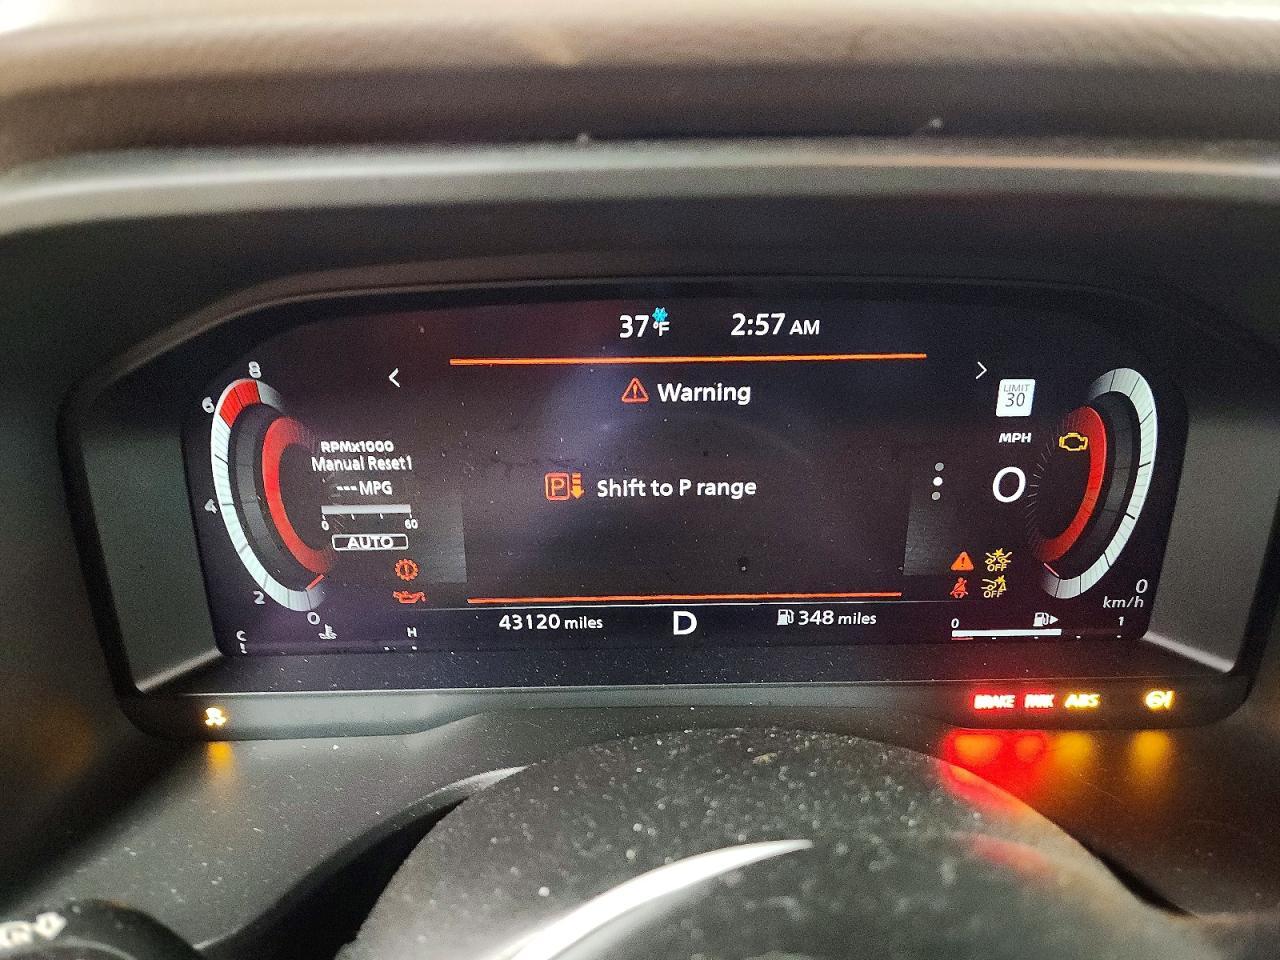 37°F 2:57 AM
Warning
Shift to P range
8
6
4
2
0
RPMx1000
Manual Reset1
---MPG
0 60
AUTO
LIMIT
30
MPH
0
0
km/h
OFF
OFF
C H
43120 miles D 348 miles
0 1
BRAKE PARK ABS